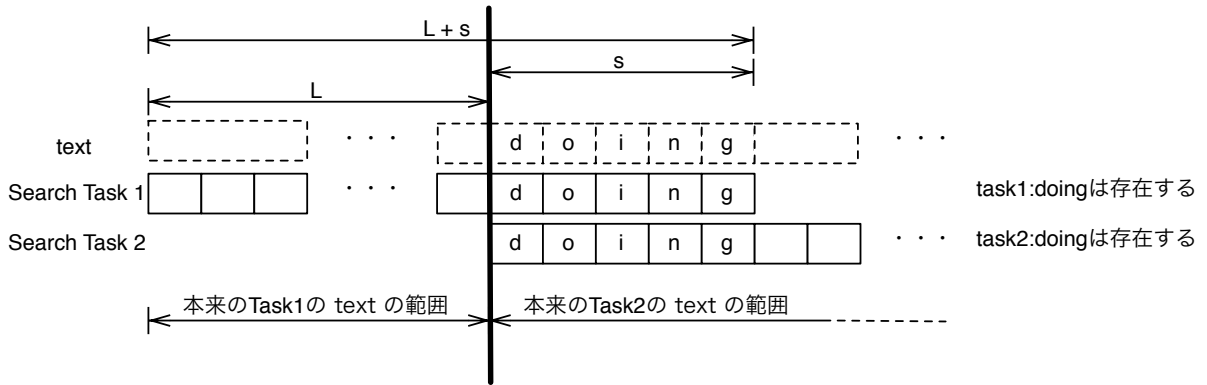 L + s
s
L
text ・・・ d o i n g ・・・
Search Task 1 ・・・ d o i n g task1:doingは存在する
Search Task 2 d o i n g ・・・ task2:doingは存在する
本来のTask1の text の範囲 本来のTask2の text の範囲